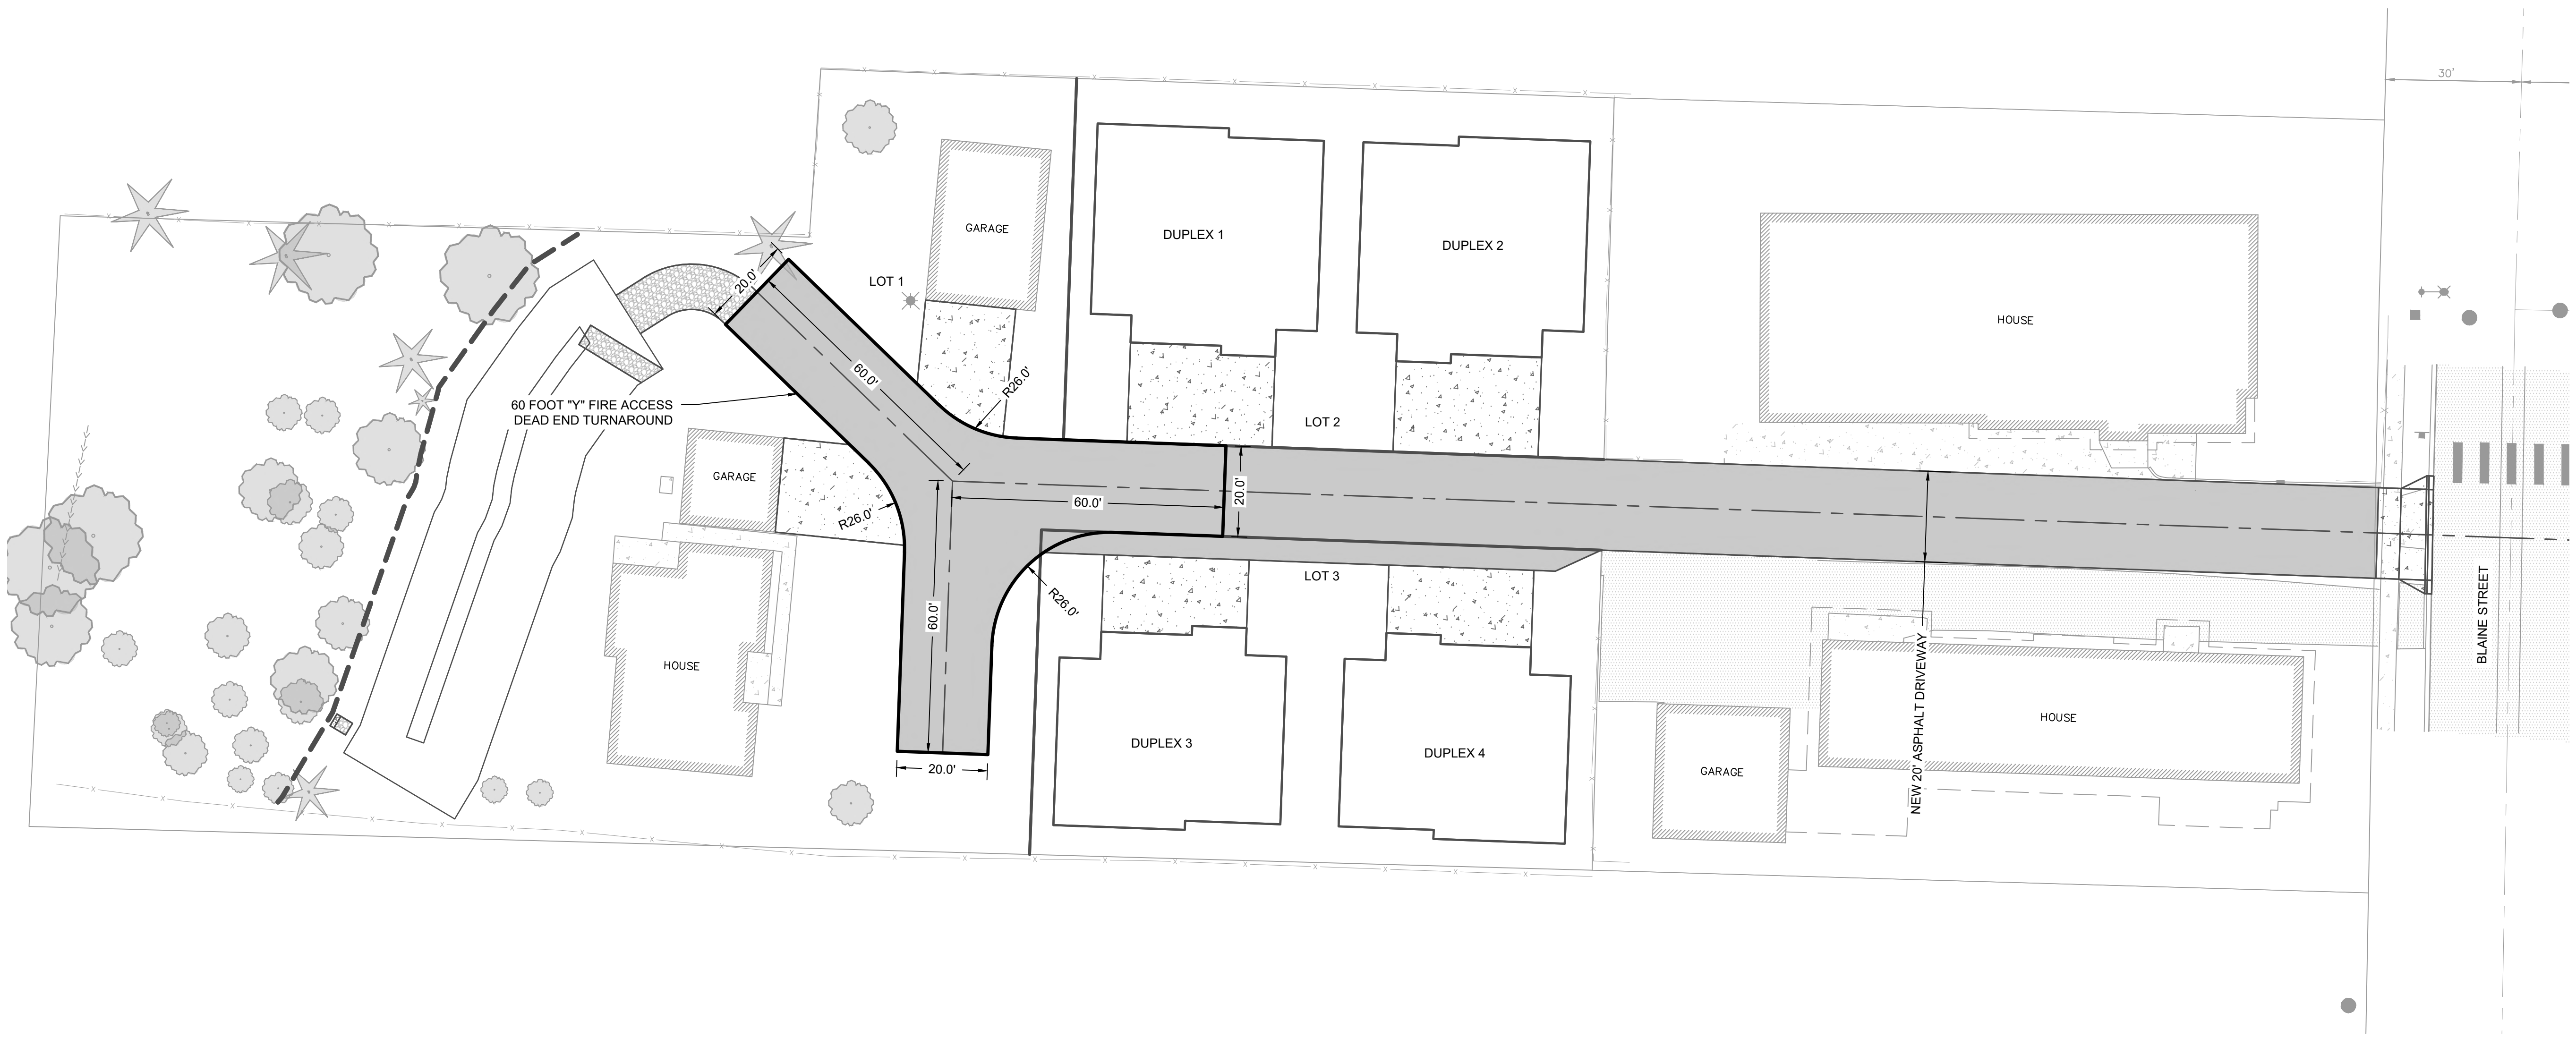 30'
GARAGE
DUPLEX 1
DUPLEX 2
LOT 1
20.0'
HOUSE
60.0'
R26.0'
60 FOOT "Y" FIRE ACCESS
DEAD END TURNAROUND
LOT 2
GARAGE
R26.0'
60.0'
20.0'
LOT 3
R26.0'
60.0'
HOUSE
DUPLEX 3
DUPLEX 4
20.0'
NEW 20' ASPHALT DRIVEWAY
GARAGE
HOUSE
BLAINE STREET